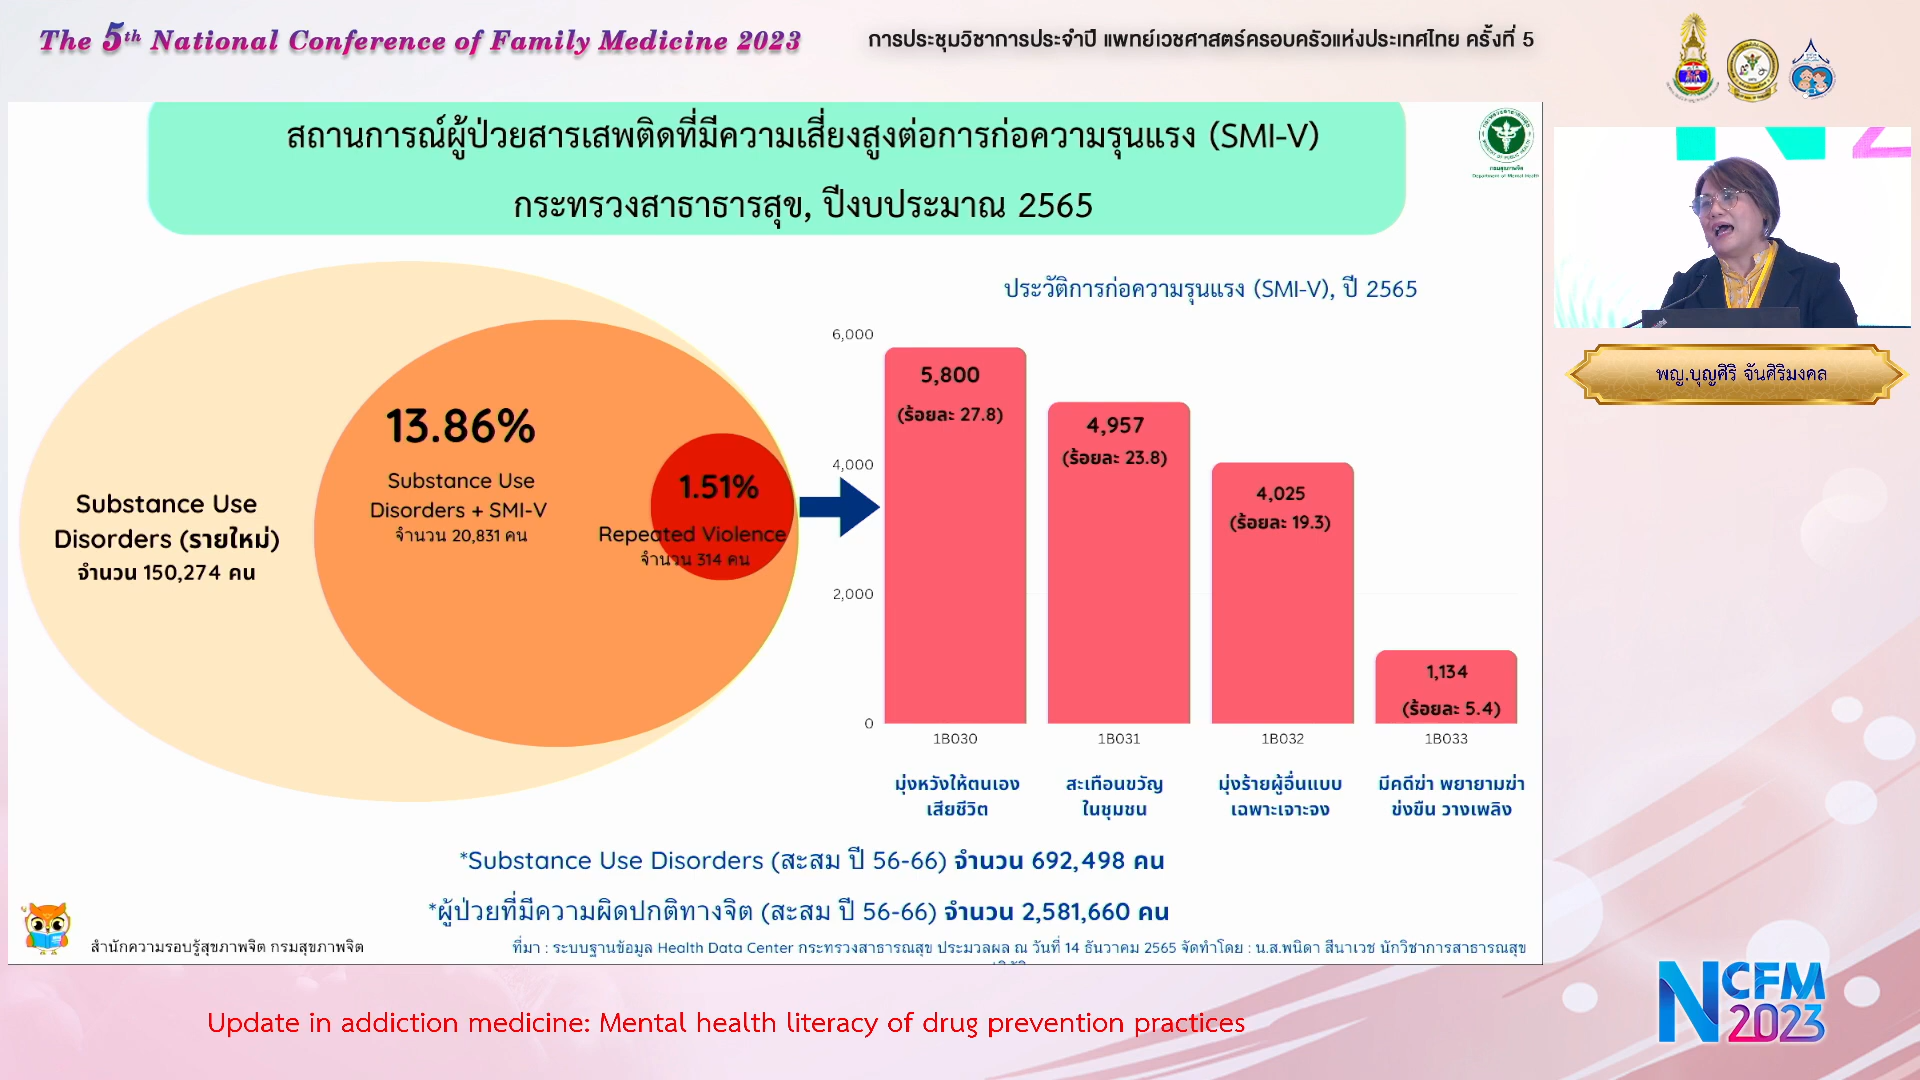 The 5th National Conference of Family Medicine 2023
การประชุมวิชาการประจำปี แพทย์เวชศาสตร์ครอบครัวแห่งประเทศไทย ครั้งที่ 5
สถานการณ์ผู้ป่วยสารเสพติดที่มีความเสี่ยงสูงต่อการก่อความรุนแรง (SMI-V)
กระทรวงสาธาธารสุข, ปีงบประมาณ 2565
กรมสุขภาพจิต
Department of Mental Health
พญ.บุญศิริ จันศิริมงคล
Substance Use
Disorders (รายใหม่)
จำนวน 150,274 คน
13.86%
Substance Use
Disorders + SMI-V
จำนวน 20,831 คน
1.51%
Repeated Violence
จำนวน 314 คน
ประวัติการก่อความรุนแรง (SMI-V), ปี 2565
6,000
4,000
2,000
0
5,800
(ร้อยละ 27.8)
4,957
(ร้อยละ 23.8)
4,025
(ร้อยละ 19.3)
1,134
(ร้อยละ 5.4)
1B030
1B031
1B032
1B033
มุ่งหวังให้ตนเอง
เสียชีวิต
สะเทือนขวัญ
ในชุมชน
มุ่งร้ายผู้อื่นแบบ
เฉพาะเจาะจง
มีคดีฆ่า พยายามฆ่า
ข่งขืน วางเพลิง
*Substance Use Disorders (สะสม ปี 56-66) จำนวน 692,498 คน
*ผู้ป่วยที่มีความผิดปกติทางจิต (สะสม ปี 56-66) จำนวน 2,581,660 คน
สำนักความรอบรู้สุขภาพจิต กรมสุขภาพจิต
ที่มา : ระบบฐานข้อมูล Health Data Center กระทรวงสาธารณสุข ประมวลผล ณ วันที่ 14 ธันวาคม 2565 จัดทำโดย : น.ส.พนิดา สีนาเวช นักวิชาการสาธารณสุข
Update in addiction medicine: Mental health literacy of drug prevention practices
NCFM
2023